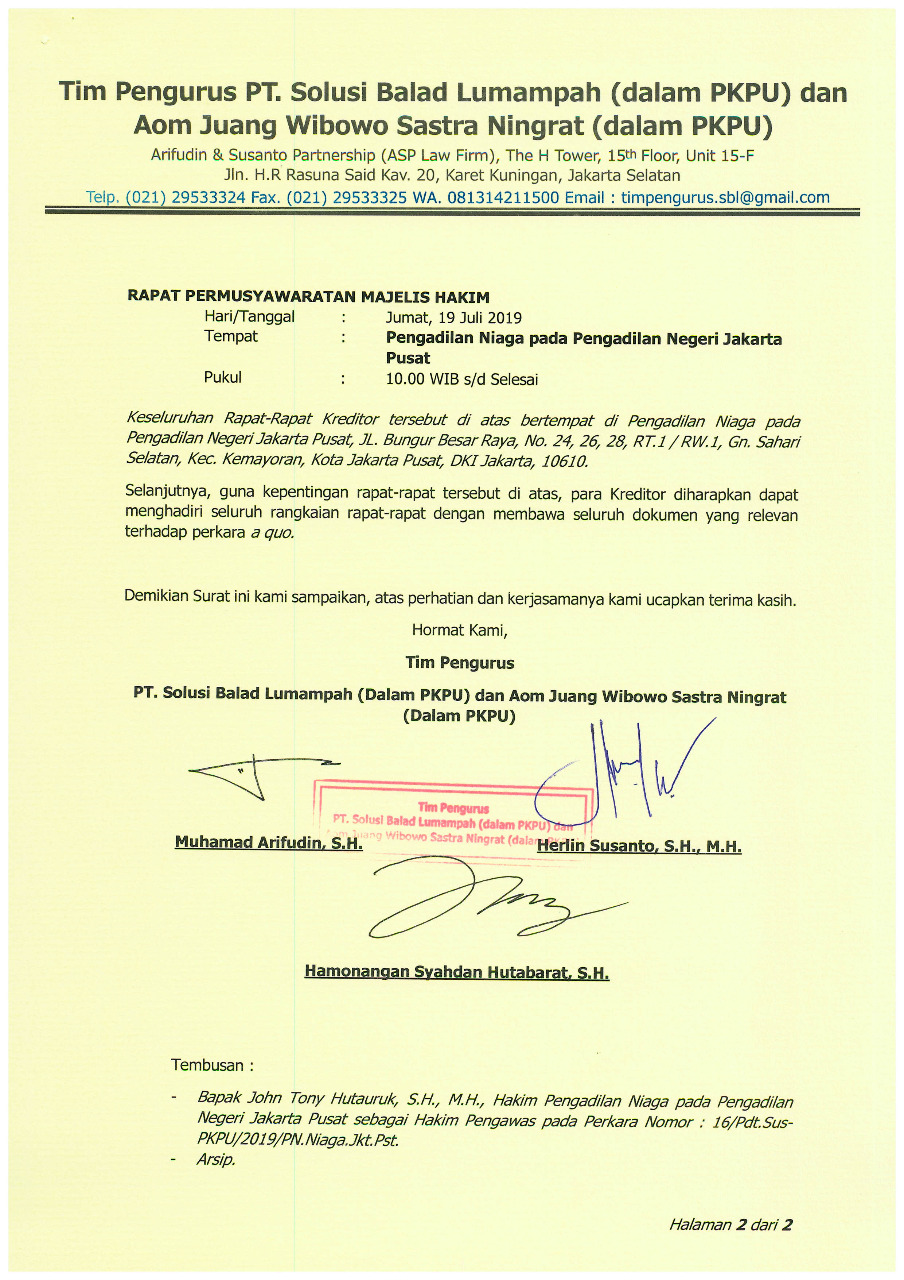 Tim Pengurus PT. Solusi Balad Lumampah (dalam PKPU) dan
Aom Juang Wibowo Sastra Ningrat (dalam PKPU)
Arifudin & Susanto Partnership (ASP Law Firm), The H Tower, 15th Floor, Unit 15-F
Jln. H.R Rasuna Said Kav. 20, Karet Kuningan, Jakarta Selatan
Telp. (021) 29533324 Fax. (021) 29533325 WA. 081314211500 Email : timpengurus.sbl@gmail.com
RAPAT PERMUSYAWARATAN MAJELIS HAKIM
Hari/Tanggal : Jumat, 19 Juli 2019
Tempat : Pengadilan Niaga pada Pengadilan Negeri Jakarta
Pusat
Pukul : 10.00 WIB s/d Selesai
Keseluruhan Rapat-Rapat Kreditor tersebut di atas bertempat di Pengadilan Niaga pada
Pengadilan Negeri Jakarta Pusat, JL. Bungur Besar Raya, No. 24, 26, 28, RT.1 / RW.1, Gn. Sahari
Selatan, Kec. Kemayoran, Kota Jakarta Pusat, DKI Jakarta, 10610.
Selanjutnya, guna kepentingan rapat-rapat tersebut di atas, para Kreditor diharapkan dapat
menghadiri seluruh rangkaian rapat-rapat dengan membawa seluruh dokumen yang relevan
terhadap perkara a quo.
Demikian Surat ini kami sampaikan, atas perhatian dan kerjasamanya kami ucapkan terima kasih.
Hormat Kami,
Tim Pengurus
PT. Solusi Balad Lumampah (Dalam PKPU) dan Aom Juang Wibowo Sastra Ningrat
(Dalam PKPU)
Tim Pengurus
PT. Solusi Balad Lumampah (dalam PKPU) dan
Aom Juang Wibowo Sastra Ningrat (dalam
Muhamad Arifudin, S.H. Herlin Susanto, S.H., M.H.
Hamonangan Syahdan Hutabarat, S.H.
Tembusan :
- Bapak John Tony Hutauruk, S.H., M.H., Hakim Pengadilan Niaga pada Pengadilan
Negeri Jakarta Pusat sebagai Hakim Pengawas pada Perkara Nomor : 16/Pdt.Sus-
PKPU/2019/PN.Niaga.Jkt.Pst.
- Arsip.
Halaman 2 dari 2